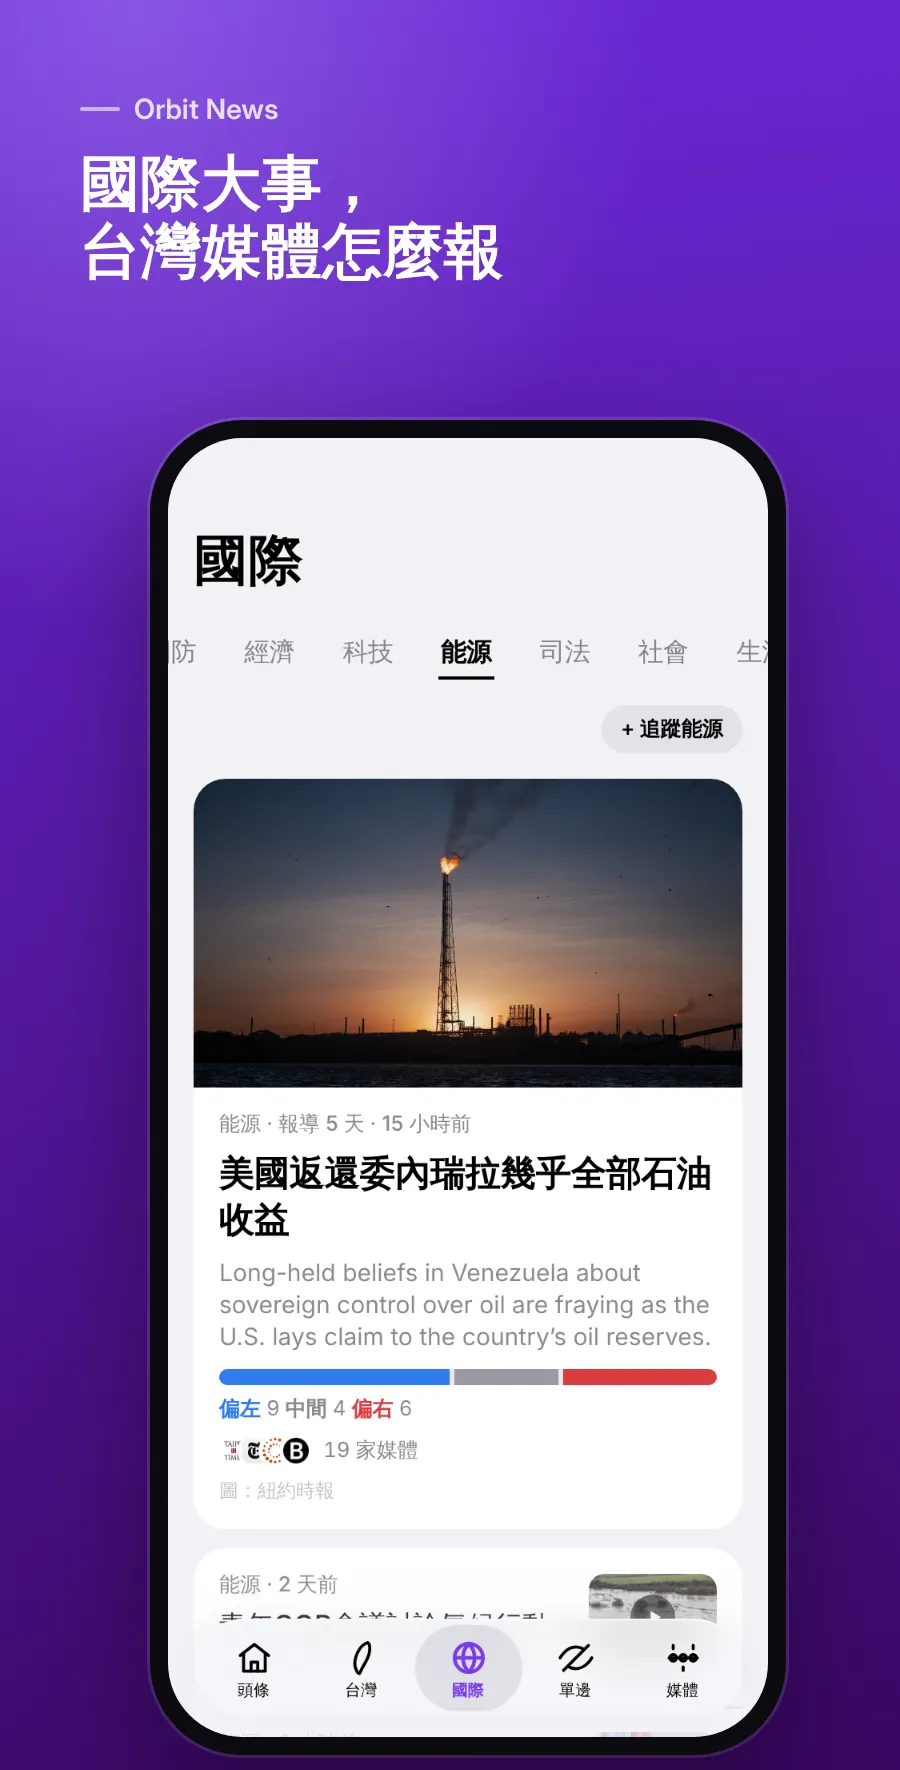 Orbit News
國際大事，
台灣媒體怎麼報
國際
防 經濟 科技 能源 司法 社會 生活
+ 追蹤能源
能源 · 報導 5 天 · 15 小時前
美國返還委內瑞拉幾乎全部石油
收益
Long-held beliefs in Venezuela about
sovereign control over oil are fraying as the
U.S. lays claim to the country's oil reserves.
偏左 9 中間 4 偏右 6
19 家媒體
圖：紐約時報
能源 · 2 天前
頭條 台灣 國際 單邊 媒體